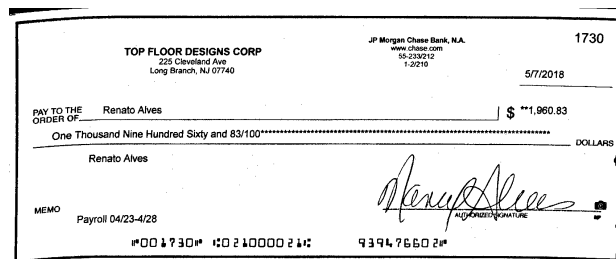 1730
TOP FLOOR DESIGNS CORP
225 Cleveland Ave
Long Branch, NJ 07740
JP Morgan Chase Bank, N.A.
www.chase.com
55-233/212
1-2/210
5/7/2018
PAY TO THE
ORDER OF Renato Alves $ **1,960.83
One Thousand Nine Hundred Sixty and 83/100**********************************************************************
DOLLARS
Renato Alves
AUTHORIZED SIGNATURE
MEMO
Payroll 04/23-4/28
⑈001730⑈ ⑆021000021⑆ 939476602⑈